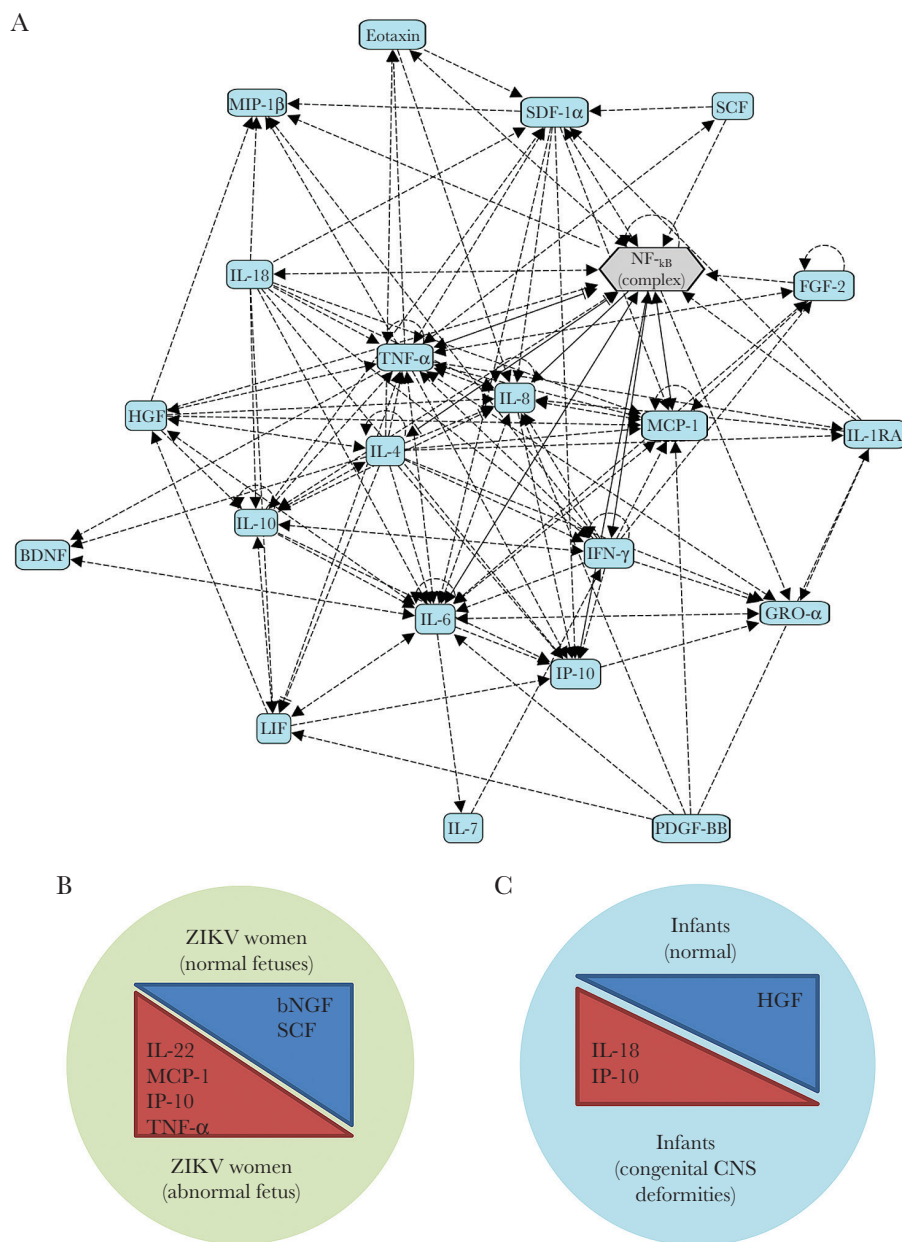 A
Eotaxin
MIP-1β
SDF-1α
SCF
NF-kB
(complex)
IL-18
FGF-2
TNF-α
IL-8
HGF
MCP-1
IL-1RA
IL-4
IL-10
BDNF
IFN-γ
IL-6
GRO-α
IP-10
LIF
IL-7
PDGF-BB
B
ZIKV women
(normal fetuses)
bNGF
SCF
IL-22
MCP-1
IP-10
TNF-α
ZIKV women
(abnormal fetus)
C
Infants
(normal)
HGF
IL-18
IP-10
Infants
(congenital CNS
deformities)